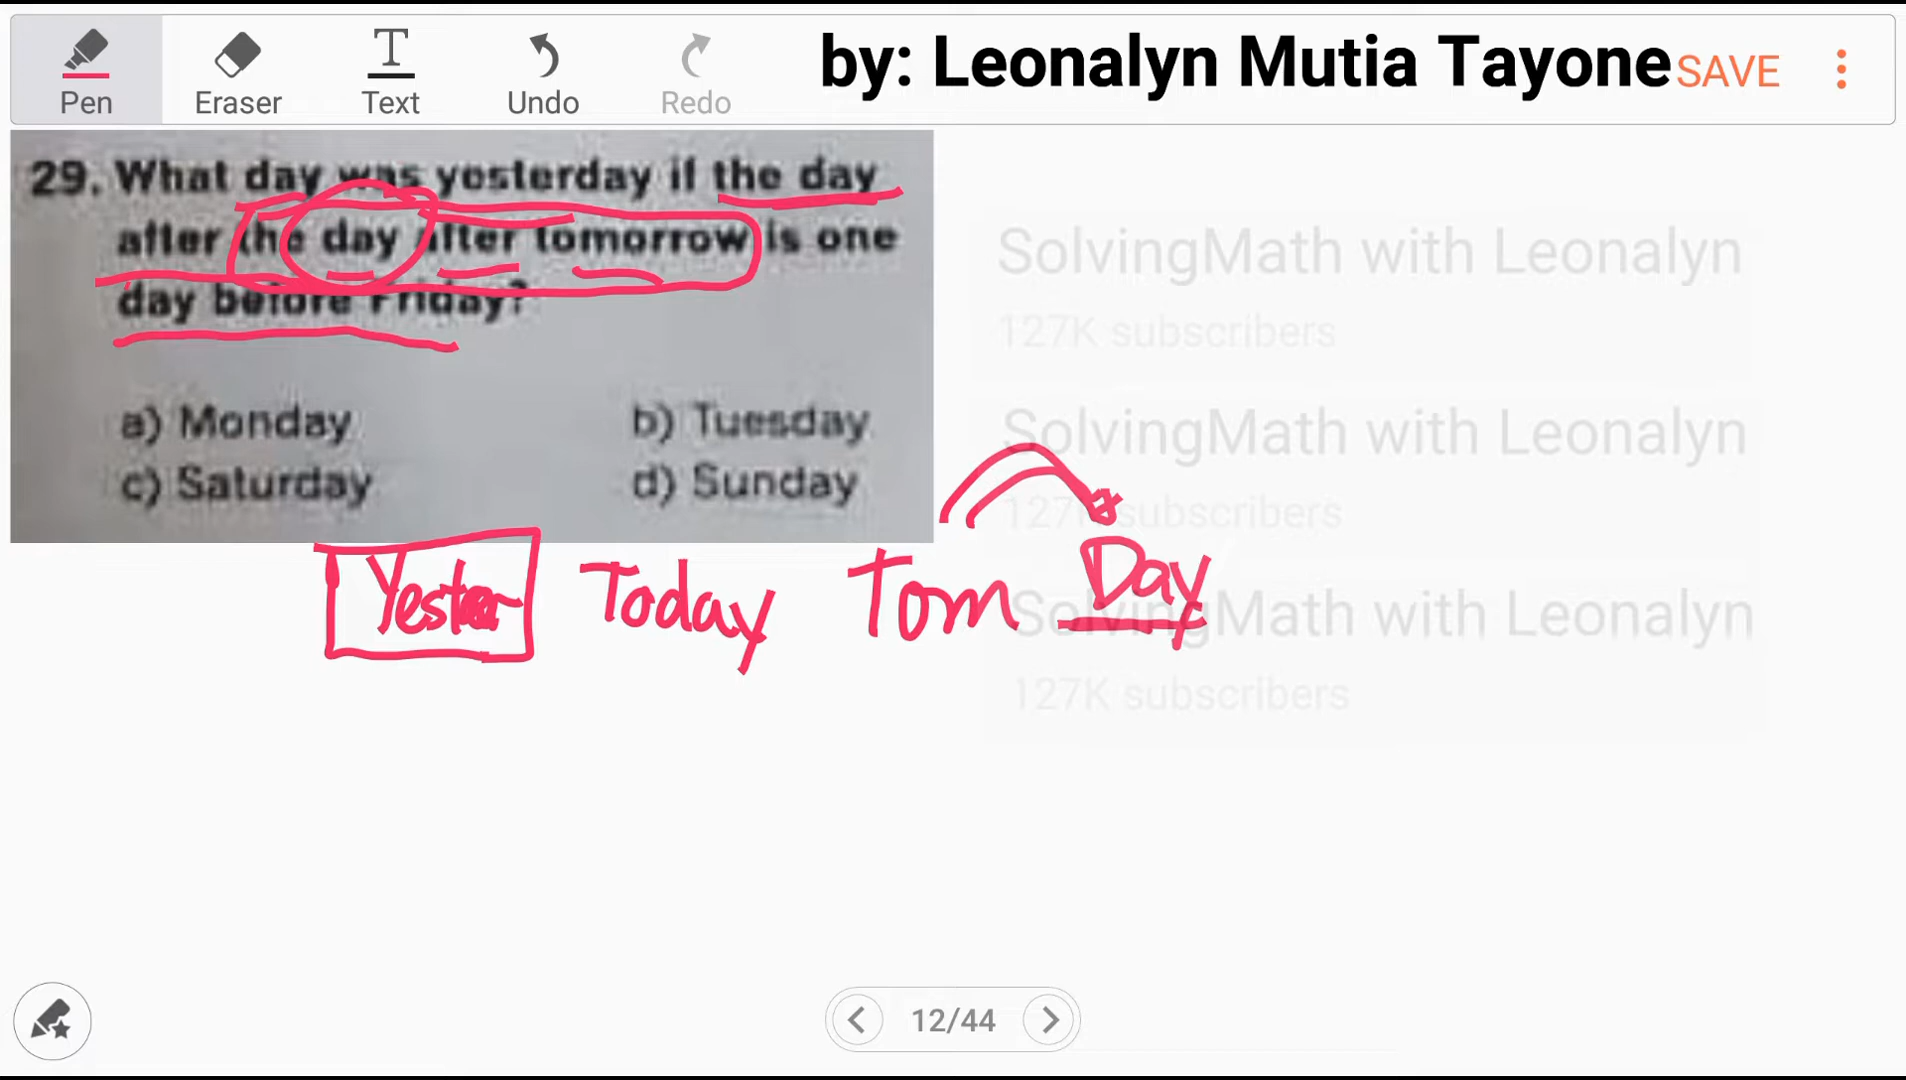 Pen Eraser Text Undo Redo by: Leonalyn Mutia Tayone SAVE
29. What day was yesterday if the day
after the day after tomorrow is one
day before Friday?
a) Monday b) Tuesday
c) Saturday d) Sunday
SolvingMath with Leonalyn
127K subscribers
SolvingMath with Leonalyn
127K subscribers
Yester Today Tom Day
SolvingMath with Leonalyn
127K subscribers
12/44